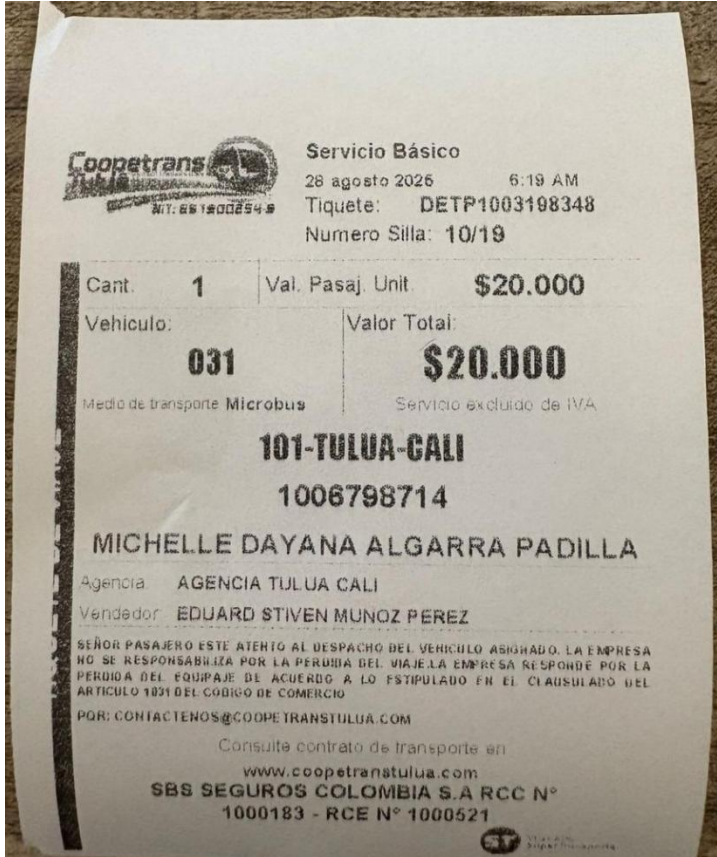 Coopetrans
Tuluá
NIT: 891900254-9
Servicio Básico
28 agosto 2026 6:19 AM
Tiquete: DETP1003198348
Numero Silla: 10/19
Cant. 1 Val. Pasaj. Unit. $20.000
Vehiculo: Valor Total:
031 $20.000
Medio de transporte Microbus Servicio excluido de IVA
101-TULUA-CALI
1006798714
MICHELLE DAYANA ALGARRA PADILLA
Agencia: AGENCIA TULUA CALI
Vendedor EDUARD STIVEN MUNOZ PEREZ
SEÑOR PASAJERO ESTE ATENTO AL DESPACHO DEL VEHICULO ASIGNADO. LA EMPRESA
NO SE RESPONSABILIZA POR LA PERDIDA DEL VIAJE.LA EMPRESA RESPONDE POR LA
PERDIDA DEL EQUIPAJE DE ACUERDO A LO ESTIPULADO EN EL CLAUSULADO DEL
ARTICULO 1031 DEL CODIGO DE COMERCIO
PQR: CONTACTENOS@COOPETRANSTULUA.COM
Consulte contrato de transporte en
www.coopetranstulua.com
SBS SEGUROS COLOMBIA S.A RCC N°
1000183 - RCE N° 1000521
ST
Supertransporte